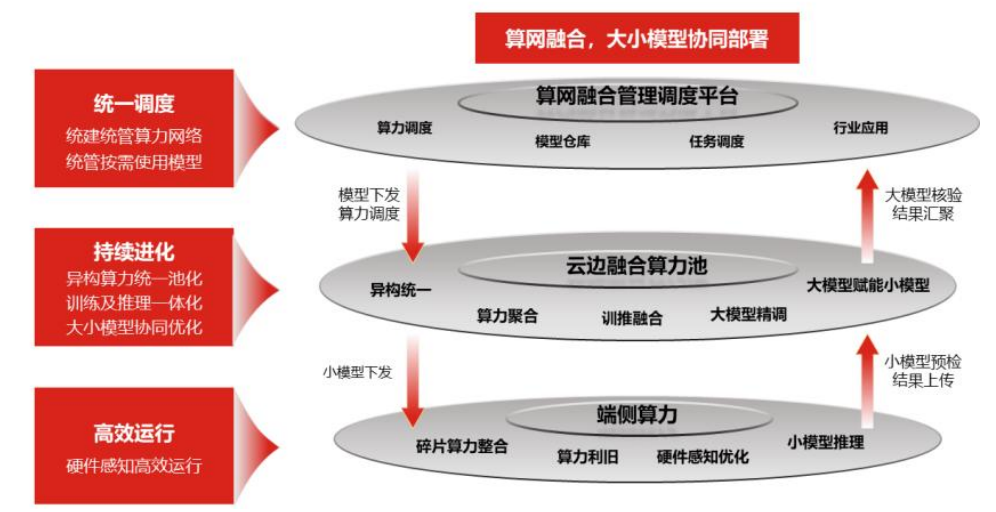 算网融合，大小模型协同部署
统一调度
统建统管算力网络
统管按需使用模型
算网融合管理调度平台
算力调度
模型仓库
任务调度
行业应用
模型下发
算力调度
大模型核验
结果汇聚
持续进化
异构算力统一池化
训练及推理一体化
大小模型协同优化
云边融合算力池
异构统一
算力聚合
训推融合
大模型精调
大模型赋能小模型
小模型下发
小模型预检
结果上传
高效运行
硬件感知高效运行
端侧算力
碎片算力整合
算力利旧
硬件感知优化
小模型推理